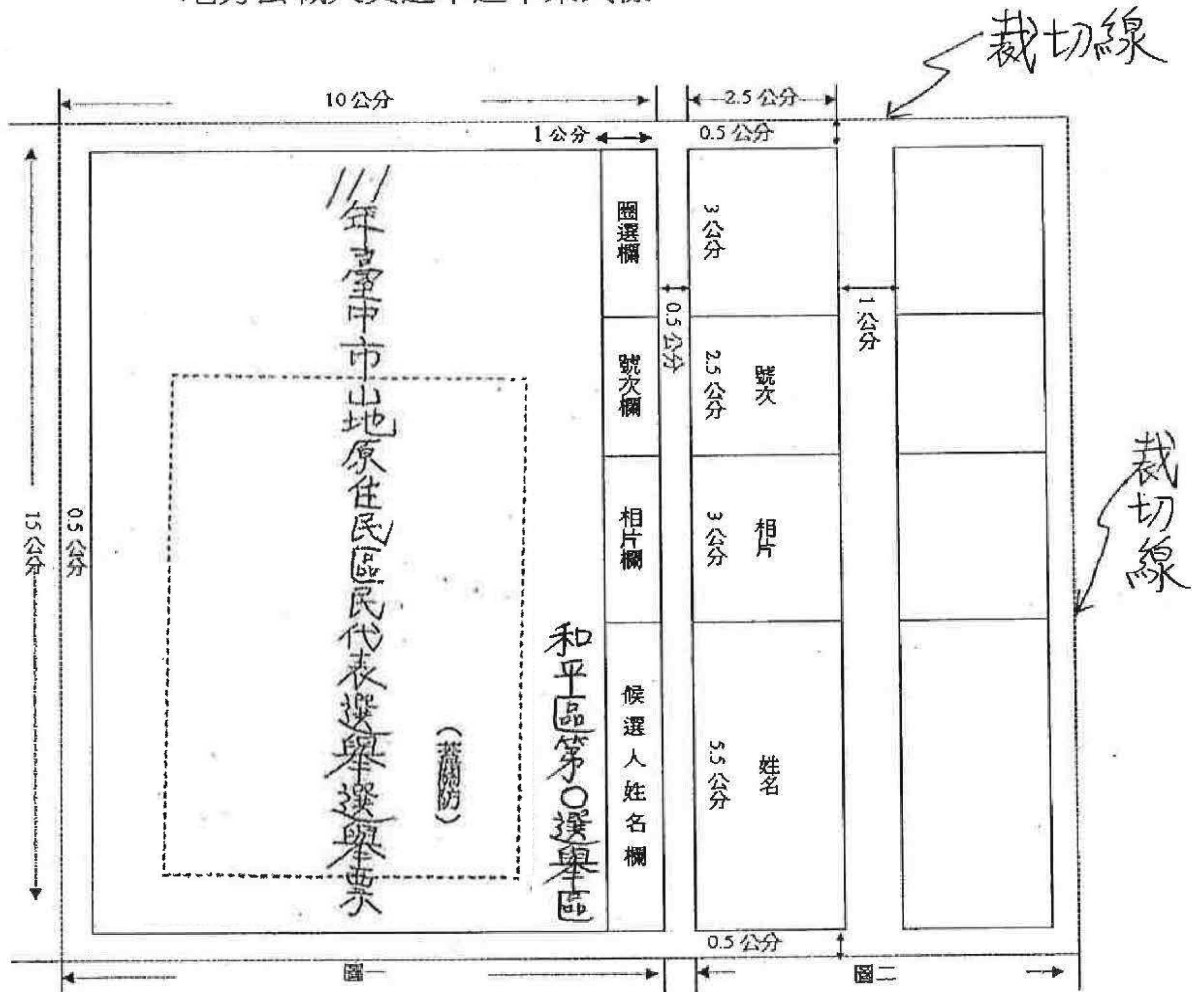 裁切線
10公分
2.5公分
1公分
0.5公分
111年臺中市山地原住民區民代表選舉選舉票
(蓋關防)
和平區第○選舉區
圈選欄
號次欄
相片欄
候選人姓名欄
0.5公分
3公分
2.5公分
號次
3公分
相片
5.5公分
姓名
1公分
裁切線
15公分
0.5公分
0.5公分
圖一
圖二